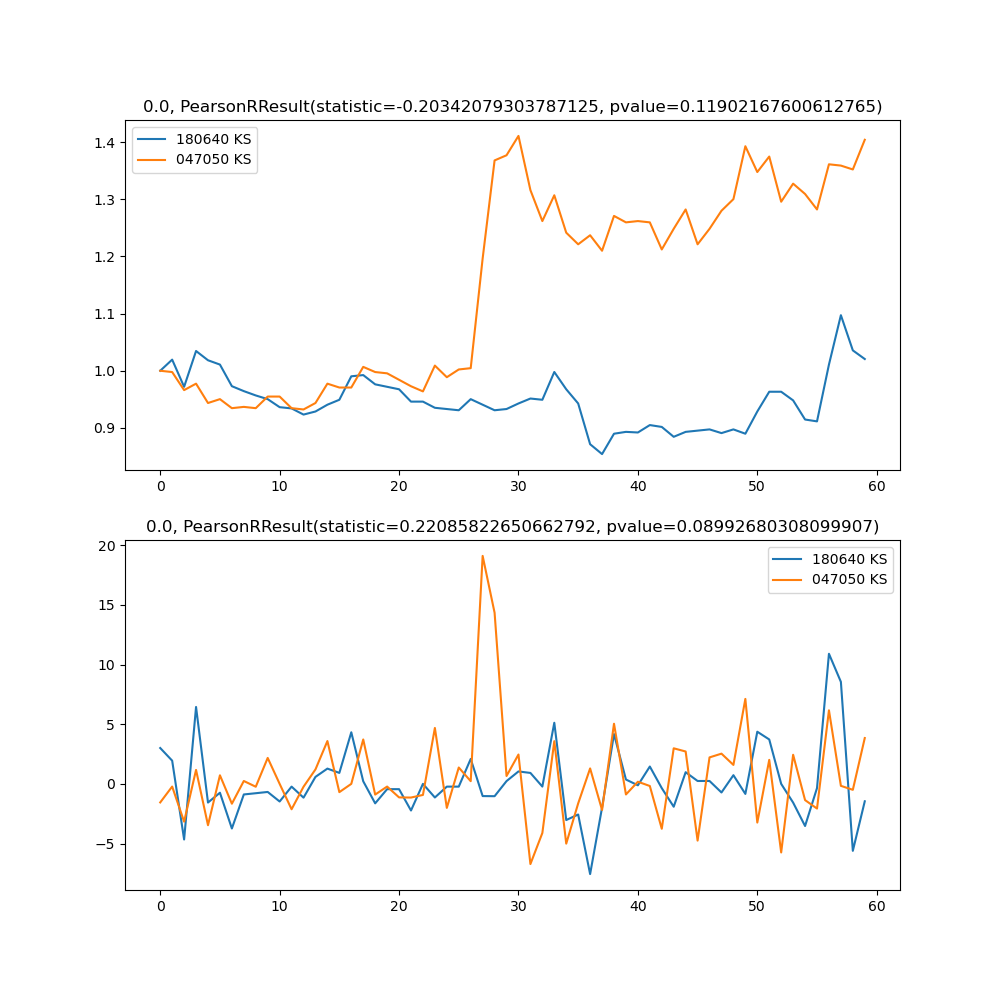 0.0, PearsonRResult(statistic=-0.20342079303787125, pvalue=0.11902167600612765)
180640 KS
047050 KS
1.4
1.3
1.2
1.1
1.0
0.9
0 10 20 30 40 50 60
0.0, PearsonRResult(statistic=0.22085822650662792, pvalue=0.08992680308099907)
180640 KS
047050 KS
20
15
10
5
0
−5
0 10 20 30 40 50 60